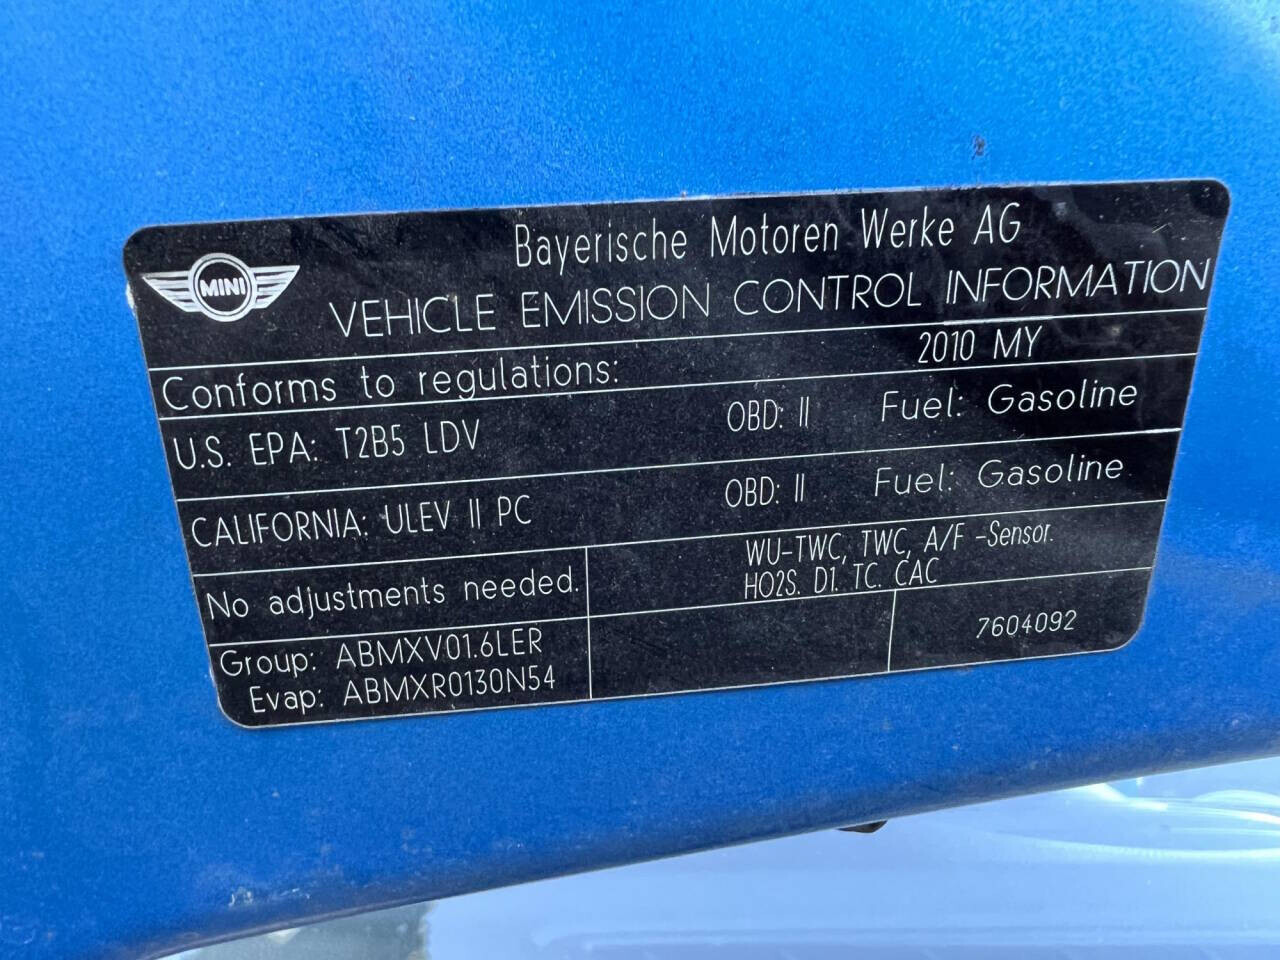 MINI
Bayerische Motoren Werke AG
VEHICLE EMISSION CONTROL INFORMATION
Conforms to regulations: 2010 MY
U.S. EPA: T2B5 LDV OBD: II Fuel: Gasoline
CALIFORNIA: ULEV II PC OBD: II Fuel: Gasoline
No adjustments needed.
WU-TWC, TWC, A/F -Sensor.
HO2S. DI. TC. CAC
Group: ABMXV01.6LER
Evap: ABMXR0130N54
7604092